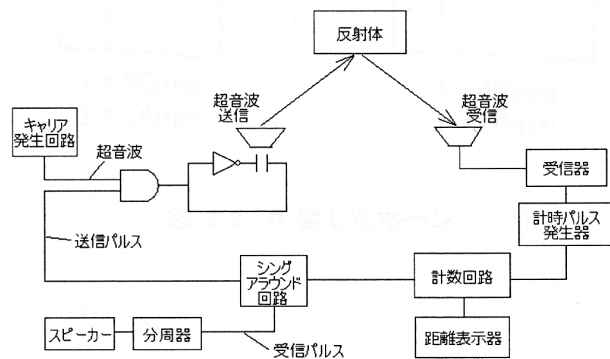 反射体
超音波
送信
超音波
受信
キャリア
発生回路
超音波
受信器
計時パルス
発生器
送信パルス
シング
アラウンド
回路
計数回路
スピーカー
分周器
受信パルス
距離表示器